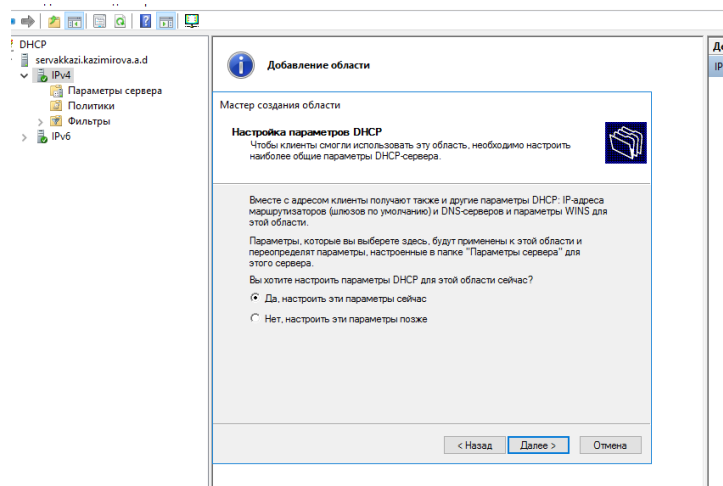 DHCP
servakkazi.kazimirova.a.d
IPv4
Параметры сервера
Политики
Фильтры
IPv6
Добавление области
Мастер создания области
Настройка параметров DHCP
Чтобы клиенты смогли использовать эту область, необходимо настроить
наиболее общие параметры DHCP-сервера.
Вместе с адресом клиенты получают также и другие параметры DHCP: IP-адреса
маршрутизаторов (шлюзов по умолчанию) и DNS-серверов и параметры WINS для
этой области.
Параметры, которые вы выберете здесь, будут применены к этой области и
переопределят параметры, настроенные в папке "Параметры сервера" для
этого сервера.
Вы хотите настроить параметры DHCP для этой области сейчас?
Да, настроить эти параметры сейчас
Нет, настроить эти параметры позже
< Назад
Далее >
Отмена
IP